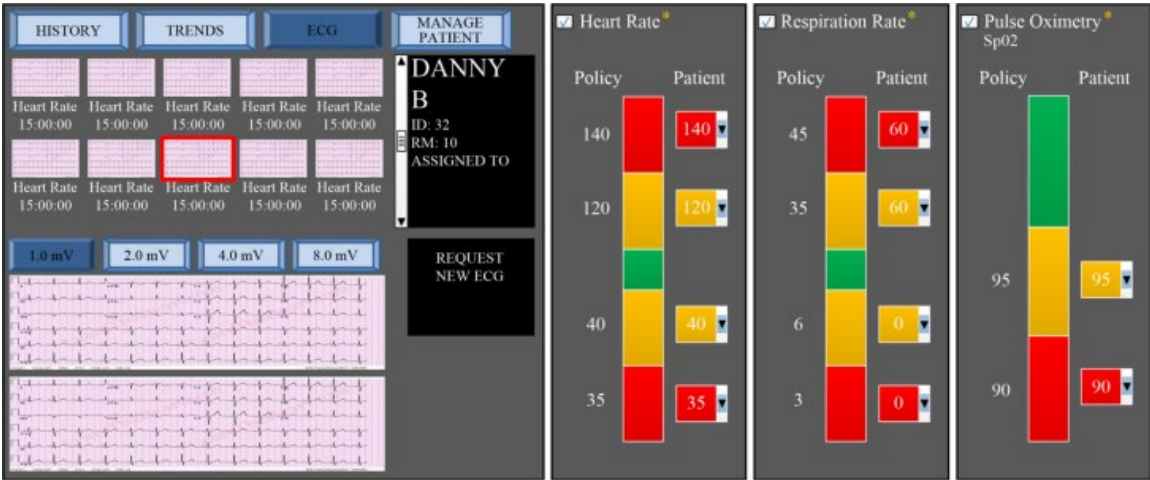 HISTORY
TRENDS
ECG
MANAGE
PATIENT
Heart Rate Heart Rate Heart Rate Heart Rate Heart Rate
15:00:00 15:00:00 15:00:00 15:00:00 15:00:00
Heart Rate Heart Rate Heart Rate Heart Rate Heart Rate
15:00:00 15:00:00 15:00:00 15:00:00 15:00:00
DANNY
B
ID: 32
RM: 10
ASSIGNED TO
1.0 mV 2.0 mV 4.0 mV 8.0 mV
REQUEST
NEW ECG
Heart Rate*
Policy Patient
140 140
120 120
40 40
35 35
Respiration Rate*
Policy Patient
45 60
35 60
6 0
3 0
Pulse Oximetry*
Sp02
Policy Patient
95 95
90 90